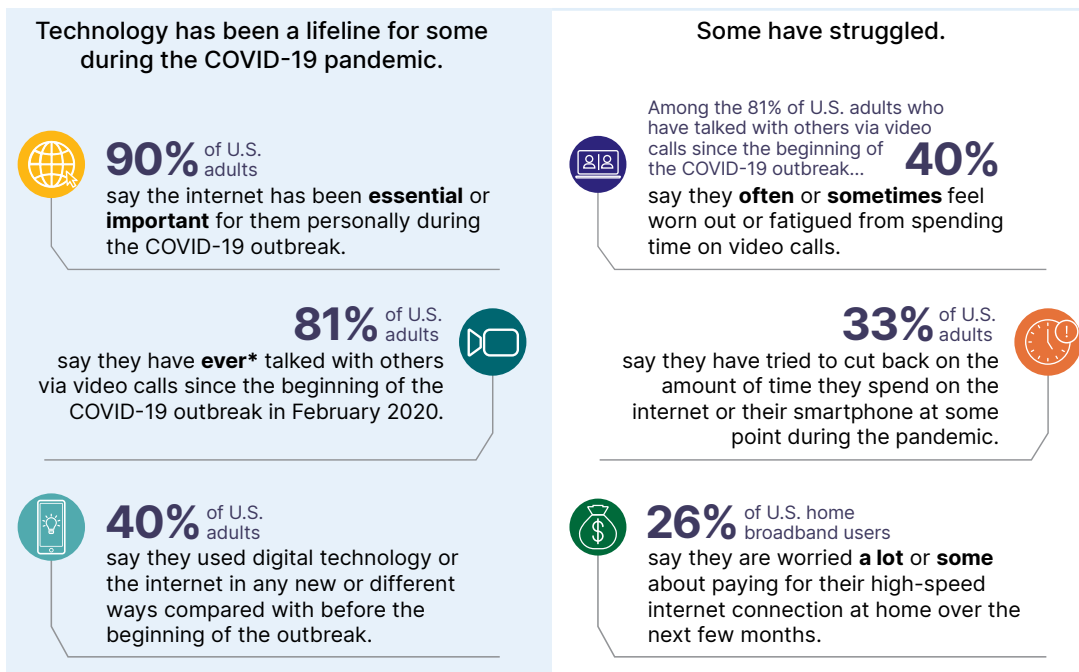 Technology has been a lifeline for some
during the COVID-19 pandemic.
90% of U.S.
adults
say the internet has been essential or
important for them personally during
the COVID-19 outbreak.
81% of U.S.
adults
say they have ever* talked with others
via video calls since the beginning of the
COVID-19 outbreak in February 2020.
40% of U.S.
adults
say they used digital technology or
the internet in any new or different
ways compared with before the
beginning of the outbreak.
Some have struggled.
Among the 81% of U.S. adults who
have talked with others via video
calls since the beginning of
the COVID-19 outbreak... 40%
say they often or sometimes feel
worn out or fatigued from spending
time on video calls.
33% of U.S.
adults
say they have tried to cut back on the
amount of time they spend on the
internet or their smartphone at some
point during the pandemic.
26% of U.S. home
broadband users
say they are worried a lot or some
about paying for their high-speed
internet connection at home over the
next few months.